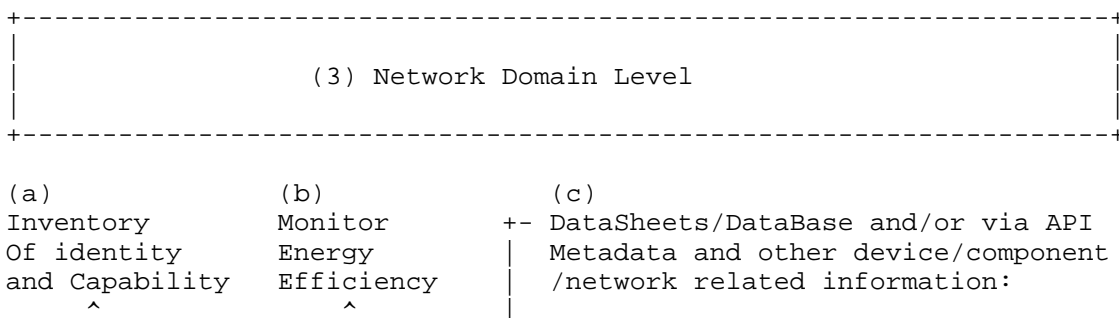 +--------------------------------------------------------------------+
|                                                                    |
|                  (3) Network Domain Level                          |
|                                                                    |
+--------------------------------------------------------------------+
(a)              (b)               (c)
Inventory        Monitor       +- DataSheets/DataBase and/or via API
Of identity      Energy        |  Metadata and other device/component
and Capability   Efficiency    |  /network related information:
     ^               ^         |